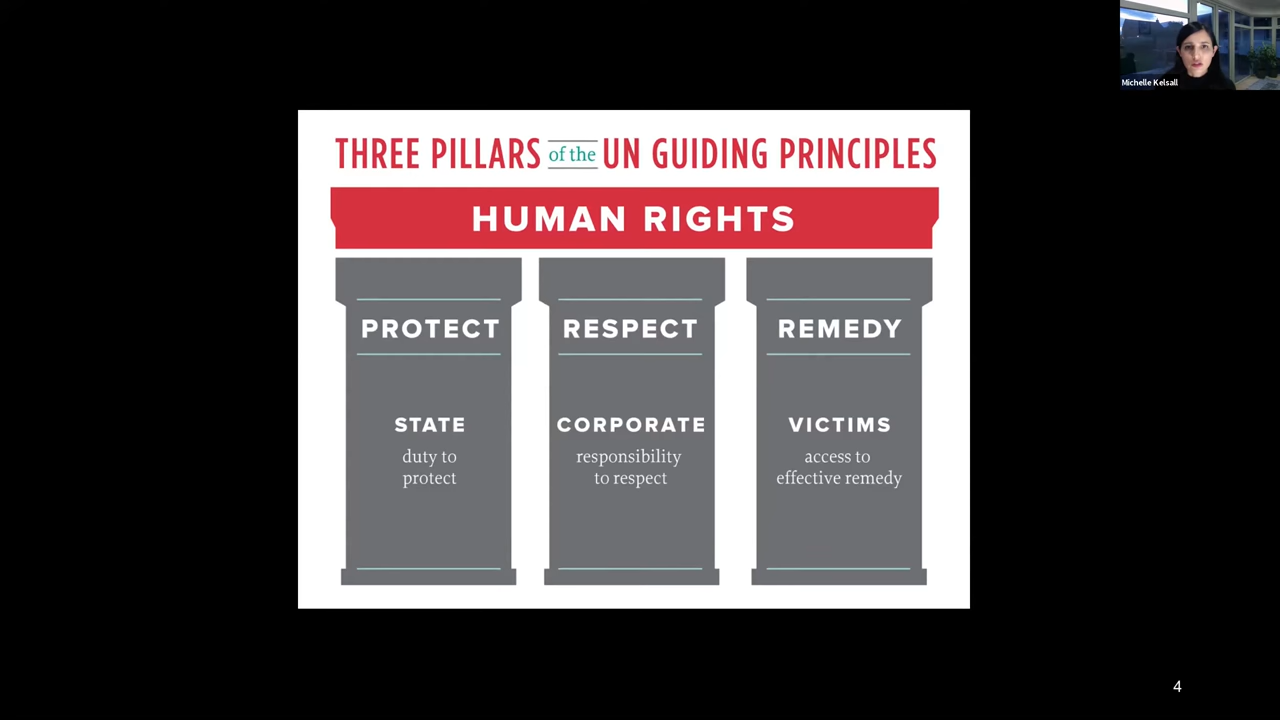 Michelle Kelsall
THREE PILLARS of the UN GUIDING PRINCIPLES
HUMAN RIGHTS
PROTECT
STATE
duty to
protect
RESPECT
CORPORATE
responsibility
to respect
REMEDY
VICTIMS
access to
effective remedy
4